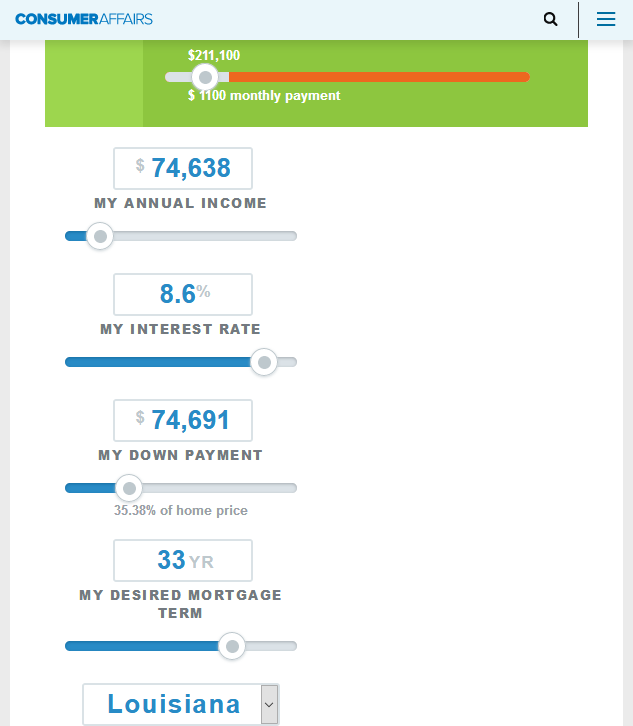 CONSUMERAFFAIRS
$211,100
$ 1100 monthly payment
$ 74,638
MY ANNUAL INCOME
8.6%
MY INTEREST RATE
$ 74,691
MY DOWN PAYMENT
35.38% of home price
33 YR
MY DESIRED MORTGAGE
TERM
Louisiana